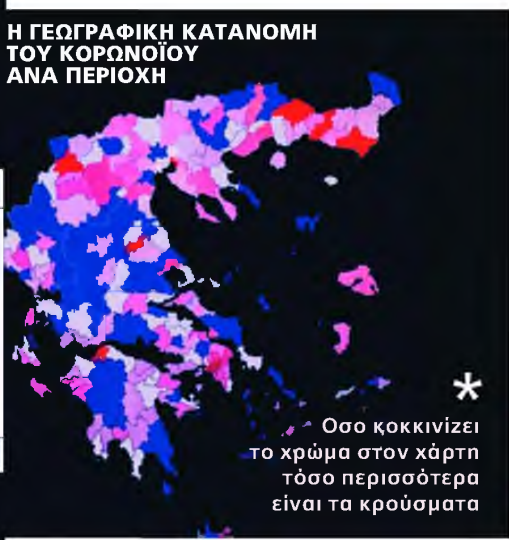 Η ΓΕΩΓΡΑΦΙΚΗ ΚΑΤΑΝΟΜΗ
ΤΟΥ ΚΟΡΩΝΟΪΟΥ
ΑΝΑ ΠΕΡΙΟΧΗ
*
Οσο κοκκινίζει
το χρώμα στον χάρτη
τόσο περισσότερα
είναι τα κρούσματα